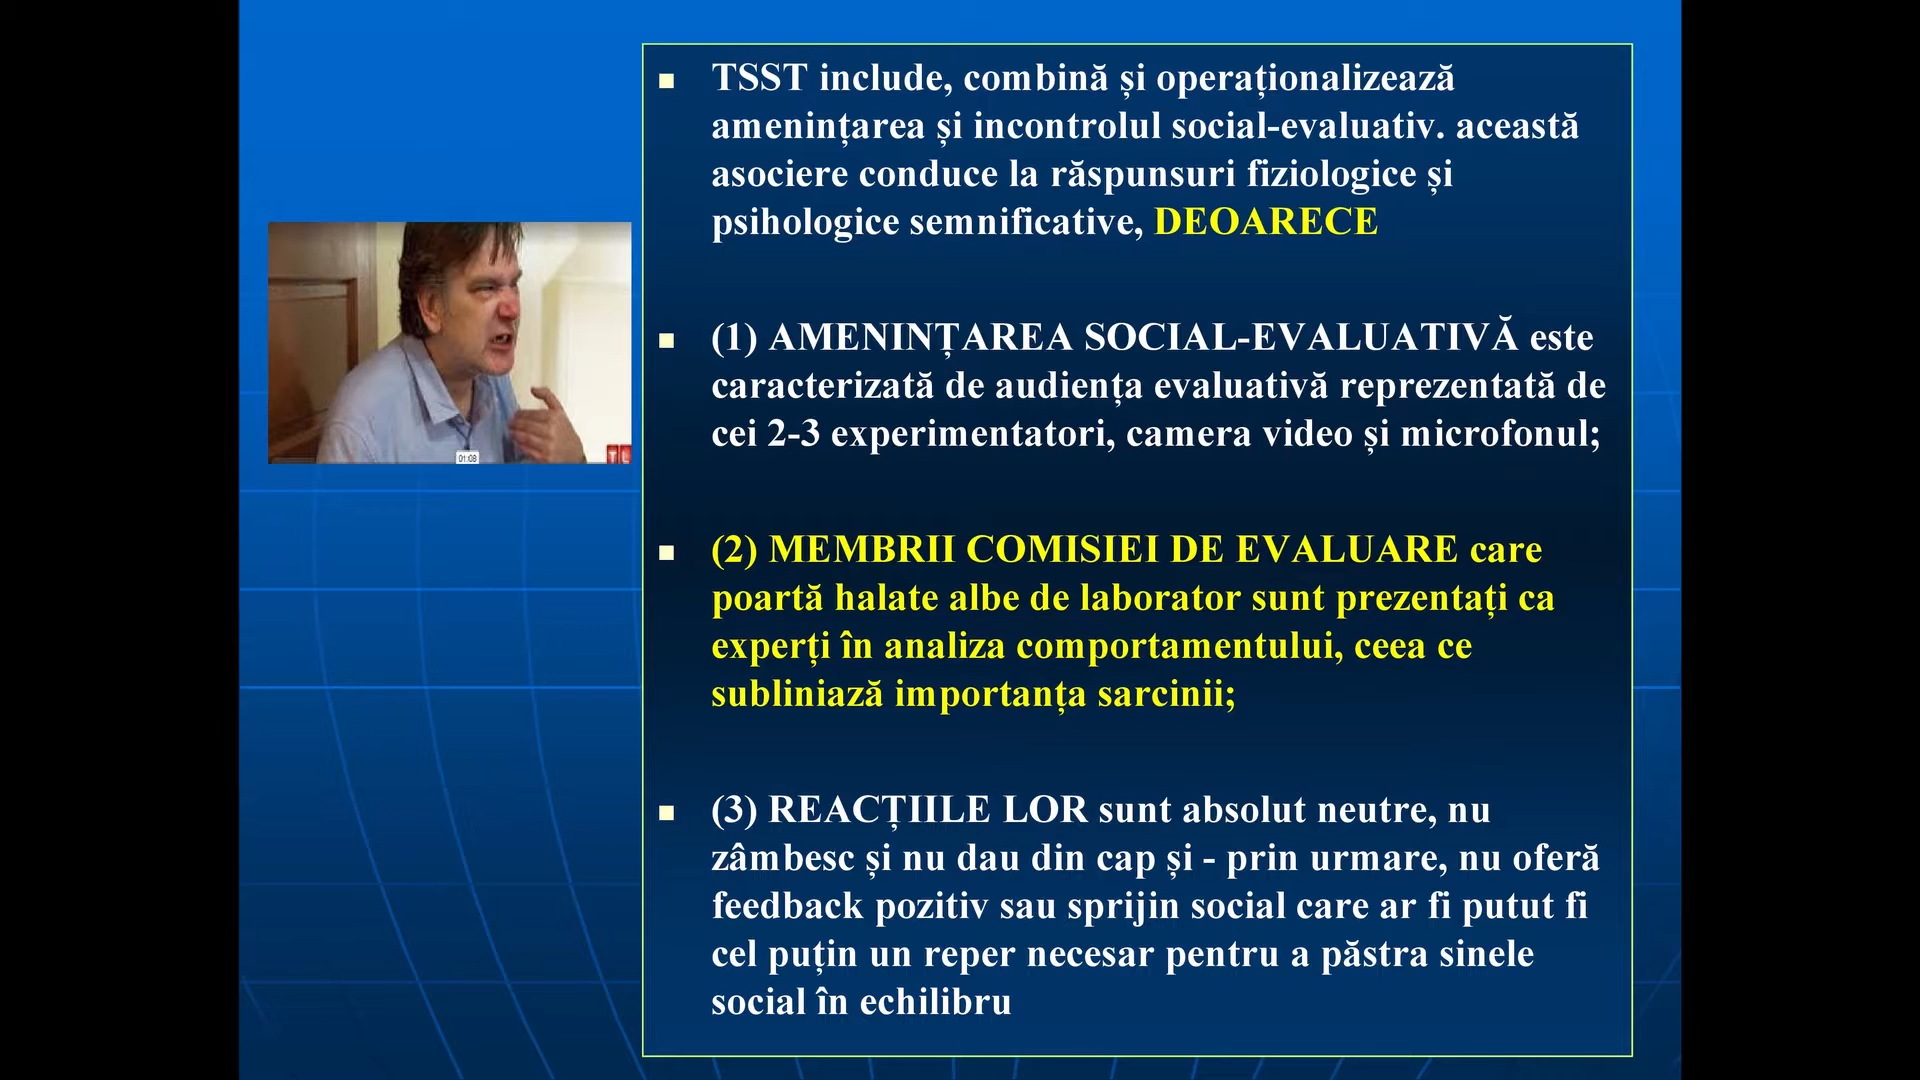 TSST include, combină și operaționalizează
amenințarea și incontrolul social-evaluativ. această
asociere conduce la răspunsuri fiziologice și
psihologice semnificative, DEOARECE
(1) AMENINȚAREA SOCIAL-EVALUATIVĂ este
caracterizată de audiența evaluativă reprezentată de
cei 2-3 experimentatori, camera video și microfonul;
(2) MEMBRII COMISIEI DE EVALUARE care
poartă halate albe de laborator sunt prezentați ca
experți în analiza comportamentului, ceea ce
subliniază importanța sarcinii;
(3) REACȚIILE LOR sunt absolut neutre, nu
zâmbesc și nu dau din cap și - prin urmare, nu oferă
feedback pozitiv sau sprijin social care ar fi putut fi
cel puțin un reper necesar pentru a păstra sinele
social în echilibru
01:08
TL